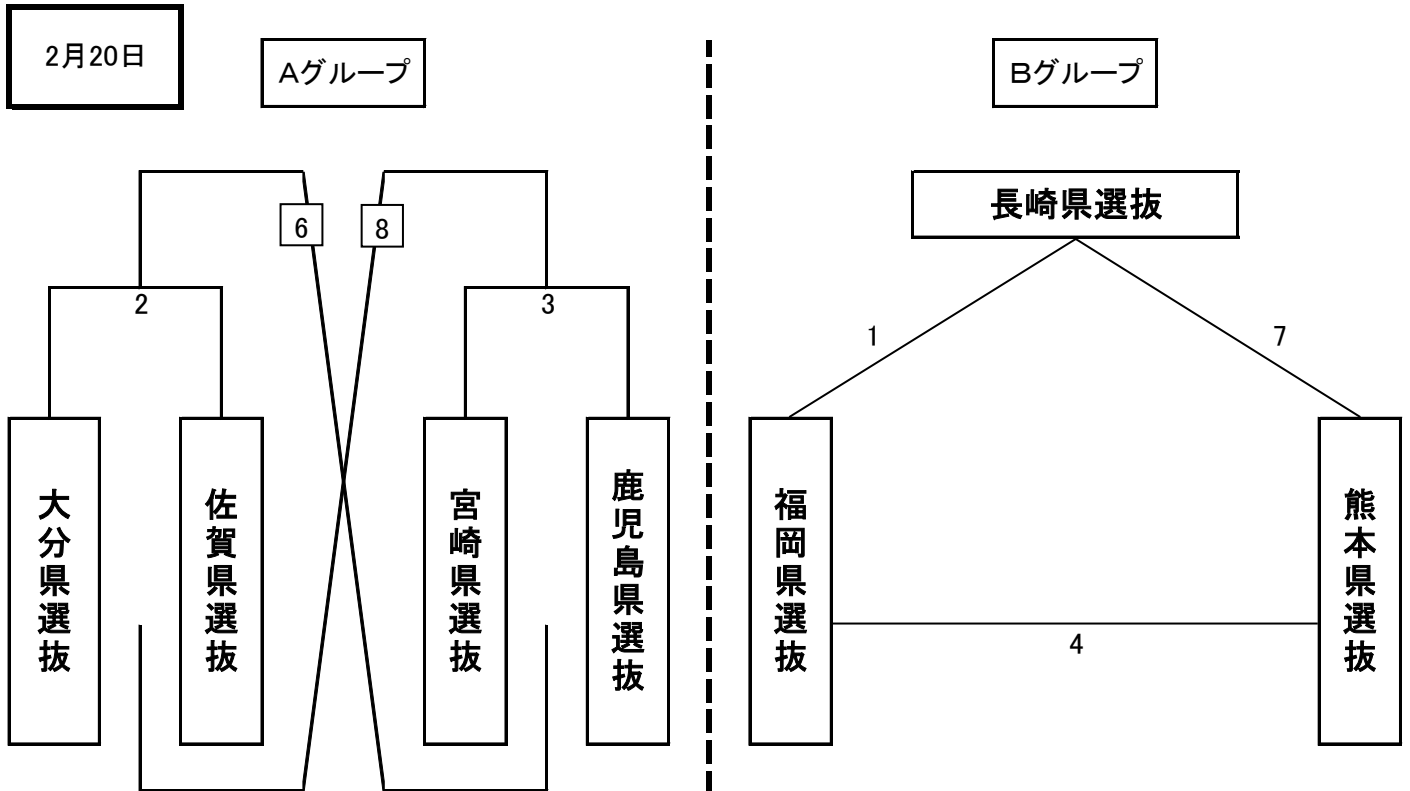 2月20日
Aグループ
Bグループ
長崎県選抜
6
8
2
3
1
7
大分県選抜
佐賀県選抜
宮崎県選抜
鹿児島県選抜
福岡県選抜
熊本県選抜
4